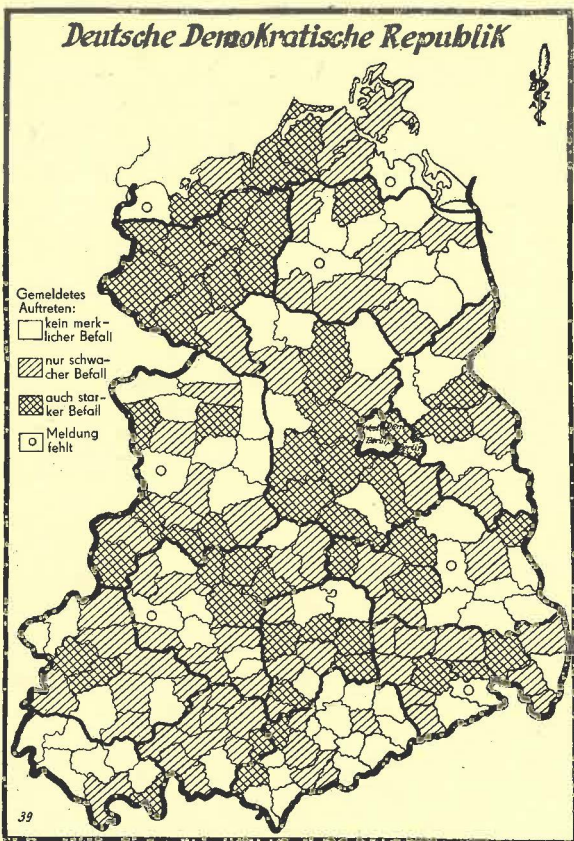 Deutsche Demokratische Republik
B Z
A
Gemeldetes
Auftreten:
kein merk-
licher Befall
nur schwa-
cher Befall
auch star-
ker Befall
Meldung
fehlt
Berlin
39